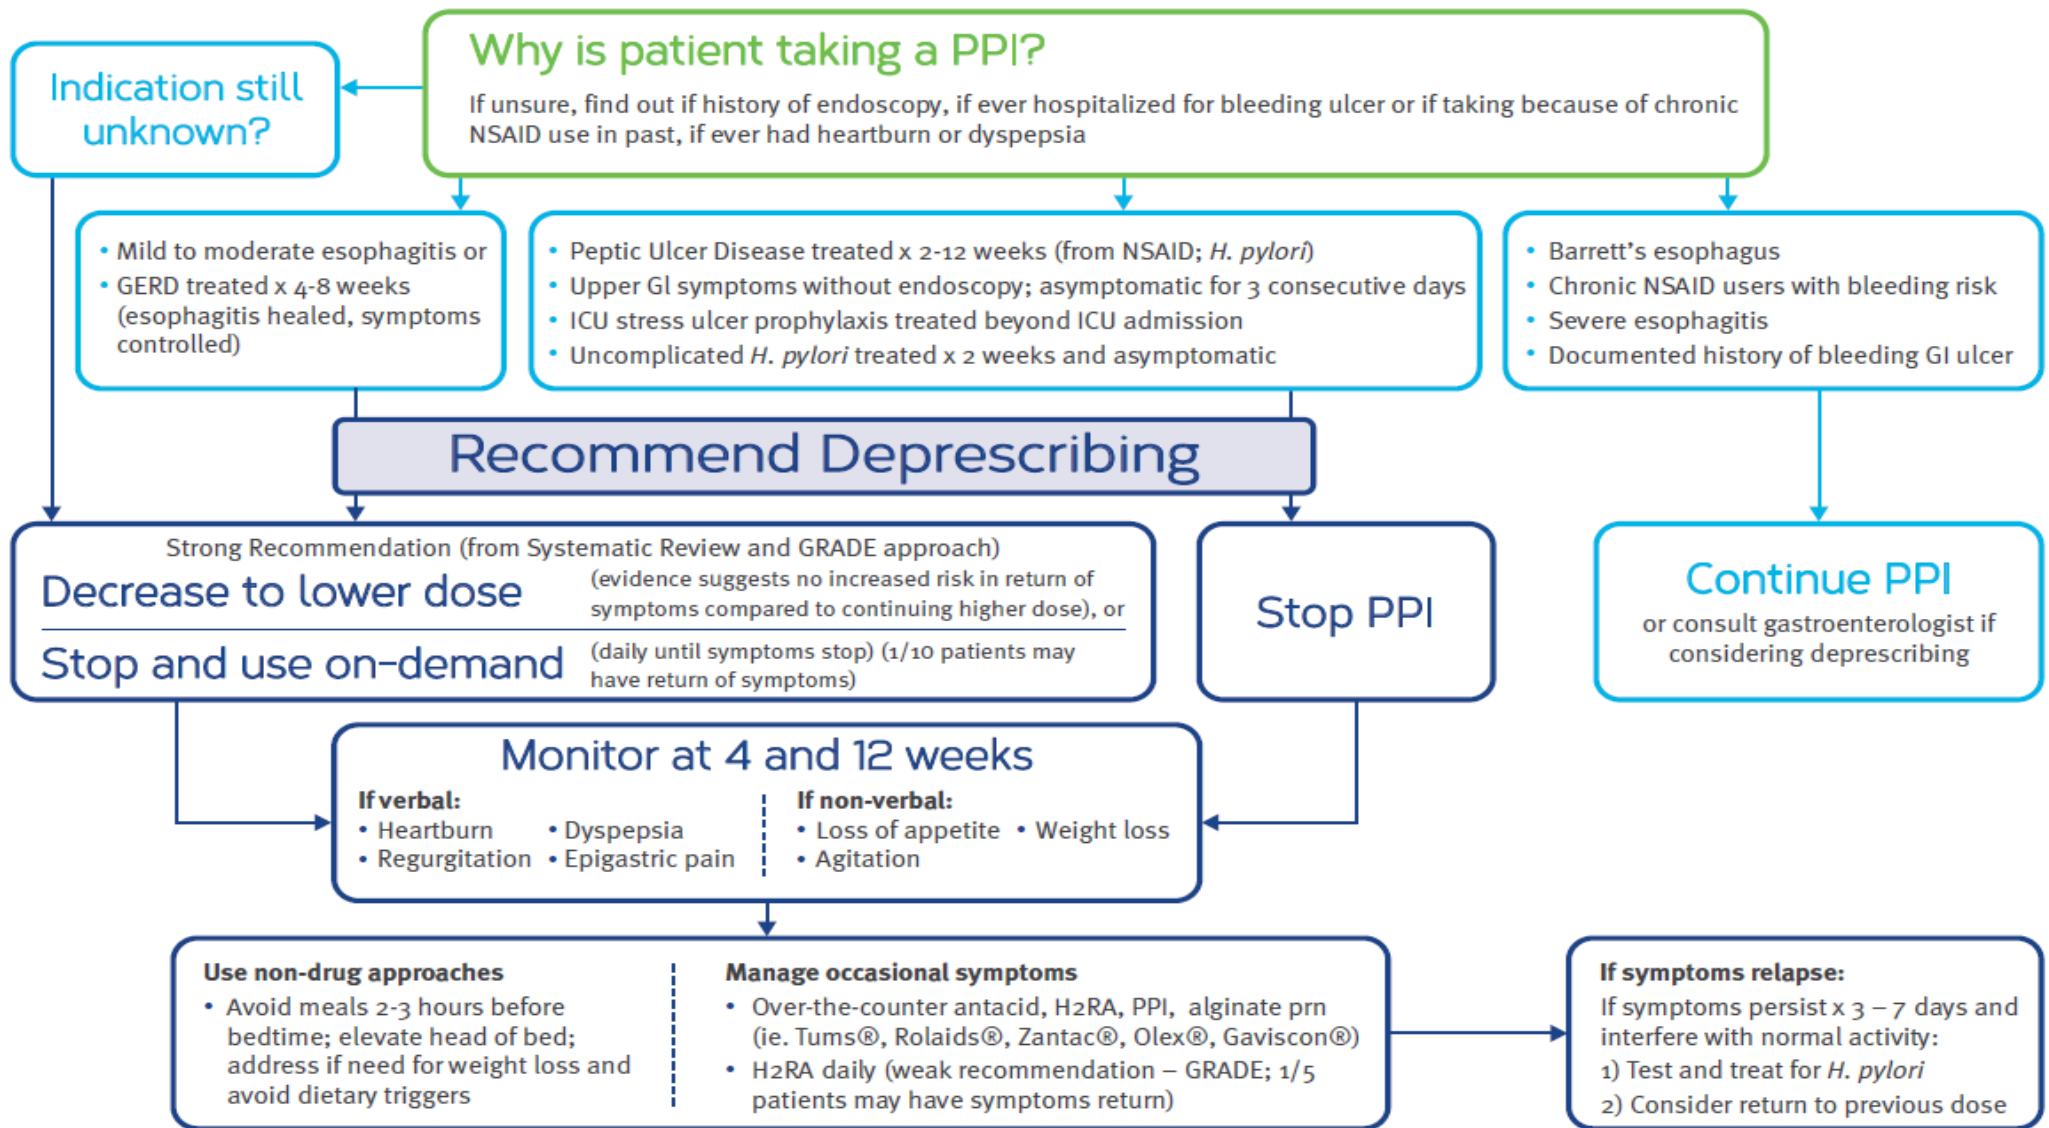 Why is patient taking a PPI?
If unsure, find out if history of endoscopy, if ever hospitalized for bleeding ulcer or if taking because of chronic
NSAID use in past, if ever had heartburn or dyspepsia
Indication still
unknown?
• Mild to moderate esophagitis or
• GERD treated x 4-8 weeks
(esophagitis healed, symptoms
controlled)
• Peptic Ulcer Disease treated x 2-12 weeks (from NSAID; H. pylori)
• Upper Gl symptoms without endoscopy; asymptomatic for 3 consecutive days
• ICU stress ulcer prophylaxis treated beyond ICU admission
• Uncomplicated H. pylori treated x 2 weeks and asymptomatic
• Barrett's esophagus
• Chronic NSAID users with bleeding risk
• Severe esophagitis
• Documented history of bleeding GI ulcer
Recommend Deprescribing
Strong Recommendation (from Systematic Review and GRADE approach)
Decrease to lower dose
(evidence suggests no increased risk in return of
symptoms compared to continuing higher dose), or
Stop and use on-demand
(daily until symptoms stop) (1/10 patients may
have return of symptoms)
Stop PPI
Continue PPI
or consult gastroenterologist if
considering deprescribing
Monitor at 4 and 12 weeks
If verbal:
• Heartburn
• Dyspepsia
• Regurgitation
• Epigastric pain
If non-verbal:
• Loss of appetite
• Weight loss
• Agitation
Use non-drug approaches
• Avoid meals 2-3 hours before
bedtime; elevate head of bed;
address if need for weight loss and
avoid dietary triggers
Manage occasional symptoms
• Over-the-counter antacid, H2RA, PPI, alginate prn
(ie. Tums®, Rolaids®, Zantac®, Olex®, Gaviscon®)
• H2RA daily (weak recommendation – GRADE; 1/5
patients may have symptoms return)
If symptoms relapse:
If symptoms persist x 3 – 7 days and
interfere with normal activity:
1) Test and treat for H. pylori
2) Consider return to previous dose